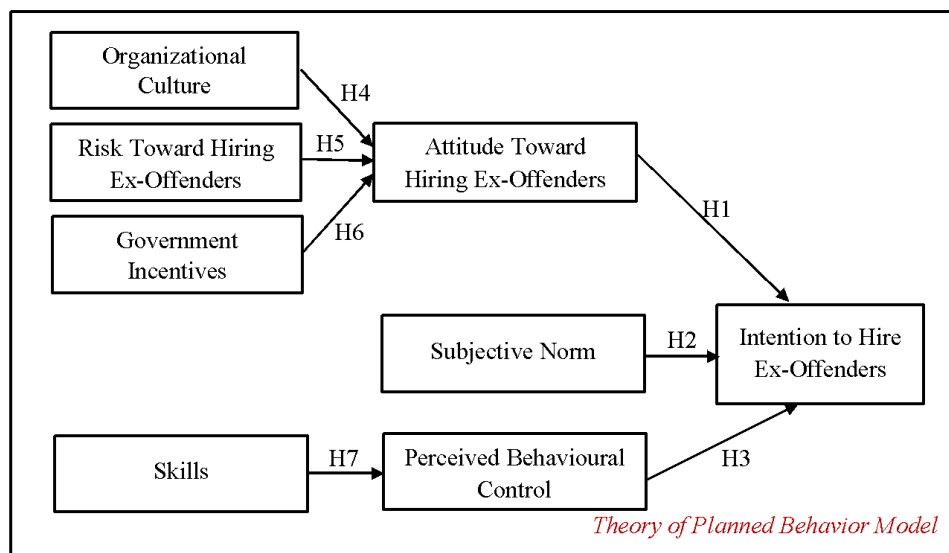 Organizational
Culture
H4
Risk Toward Hiring
Ex-Offenders
H5
Attitude Toward
Hiring Ex-Offenders
H1
Government
Incentives
H6
Subjective Norm
H2
Intention to Hire
Ex-Offenders
Skills
H7
Perceived Behavioural
Control
H3
Theory of Planned Behavior Model